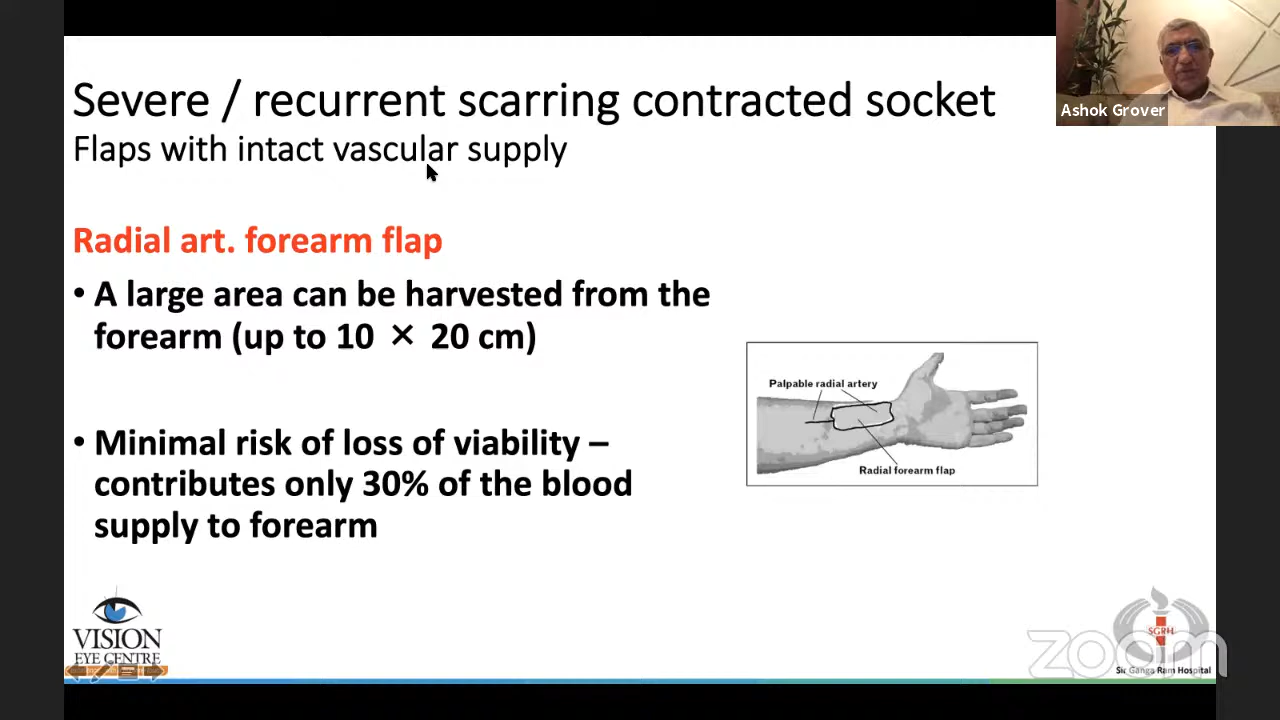 Severe / recurrent scarring contracted socket
Flaps with intact vascular supply
Ashok Grover
Radial art. forearm flap
• A large area can be harvested from the
forearm (up to 10 × 20 cm)
Palpable radial artery
Radial forearm flap
• Minimal risk of loss of viability –
contributes only 30% of the blood
supply to forearm
VISION
EYE CENTRE
SGRH
zoom
Sir Ganga Ram Hospital